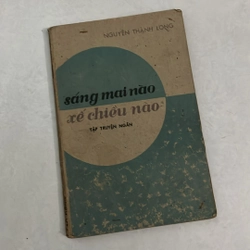 NGUYỄN THÀNH LONG
sáng mai nào
xế chiều nào
TẬP TRUYỆN NGẮN